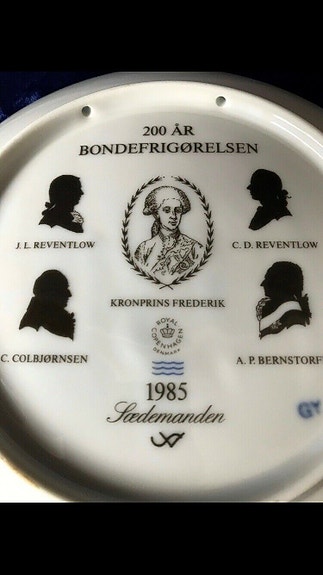 200 ÅR
BONDEFRIGØRELSEN
J. L. REVENTLOW
C. D. REVENTLOW
KRONPRINS FREDERIK
C. COLBJØRNSEN
A. P. BERNSTORF
ROYAL
COPENHAGEN
DENMARK
1985
Sædemanden
GY